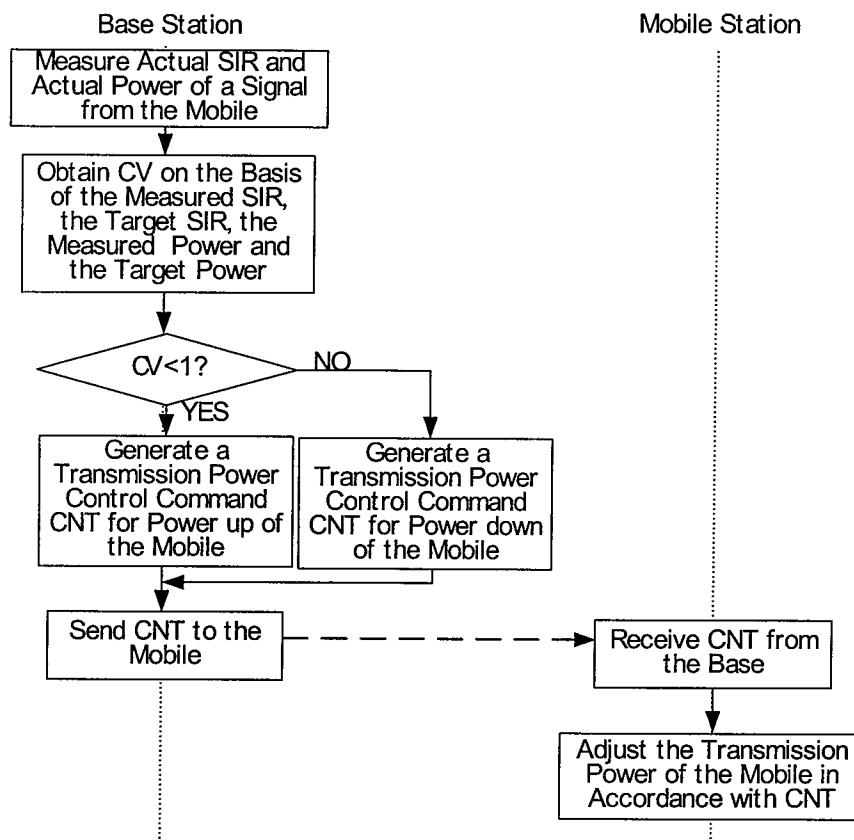 Base Station
Mobile Station
Measure Actual SIR and
Actual Power of a Signal
from the Mobile
Obtain CV on the Basis
of the Measured SIR,
the Target SIR, the
Measured Power and
the Target Power
CV<1?
NO
YES
Generate a
Transmission Power
Control Command
CNT for Power up of
the Mobile
Generate a
Transmission Power
Control Command
CNT for Power down
of the Mobile
Send CNT to the
Mobile
Receive CNT from
the Base
Adjust the Transmission
Power of the Mobile in
Accordance with CNT